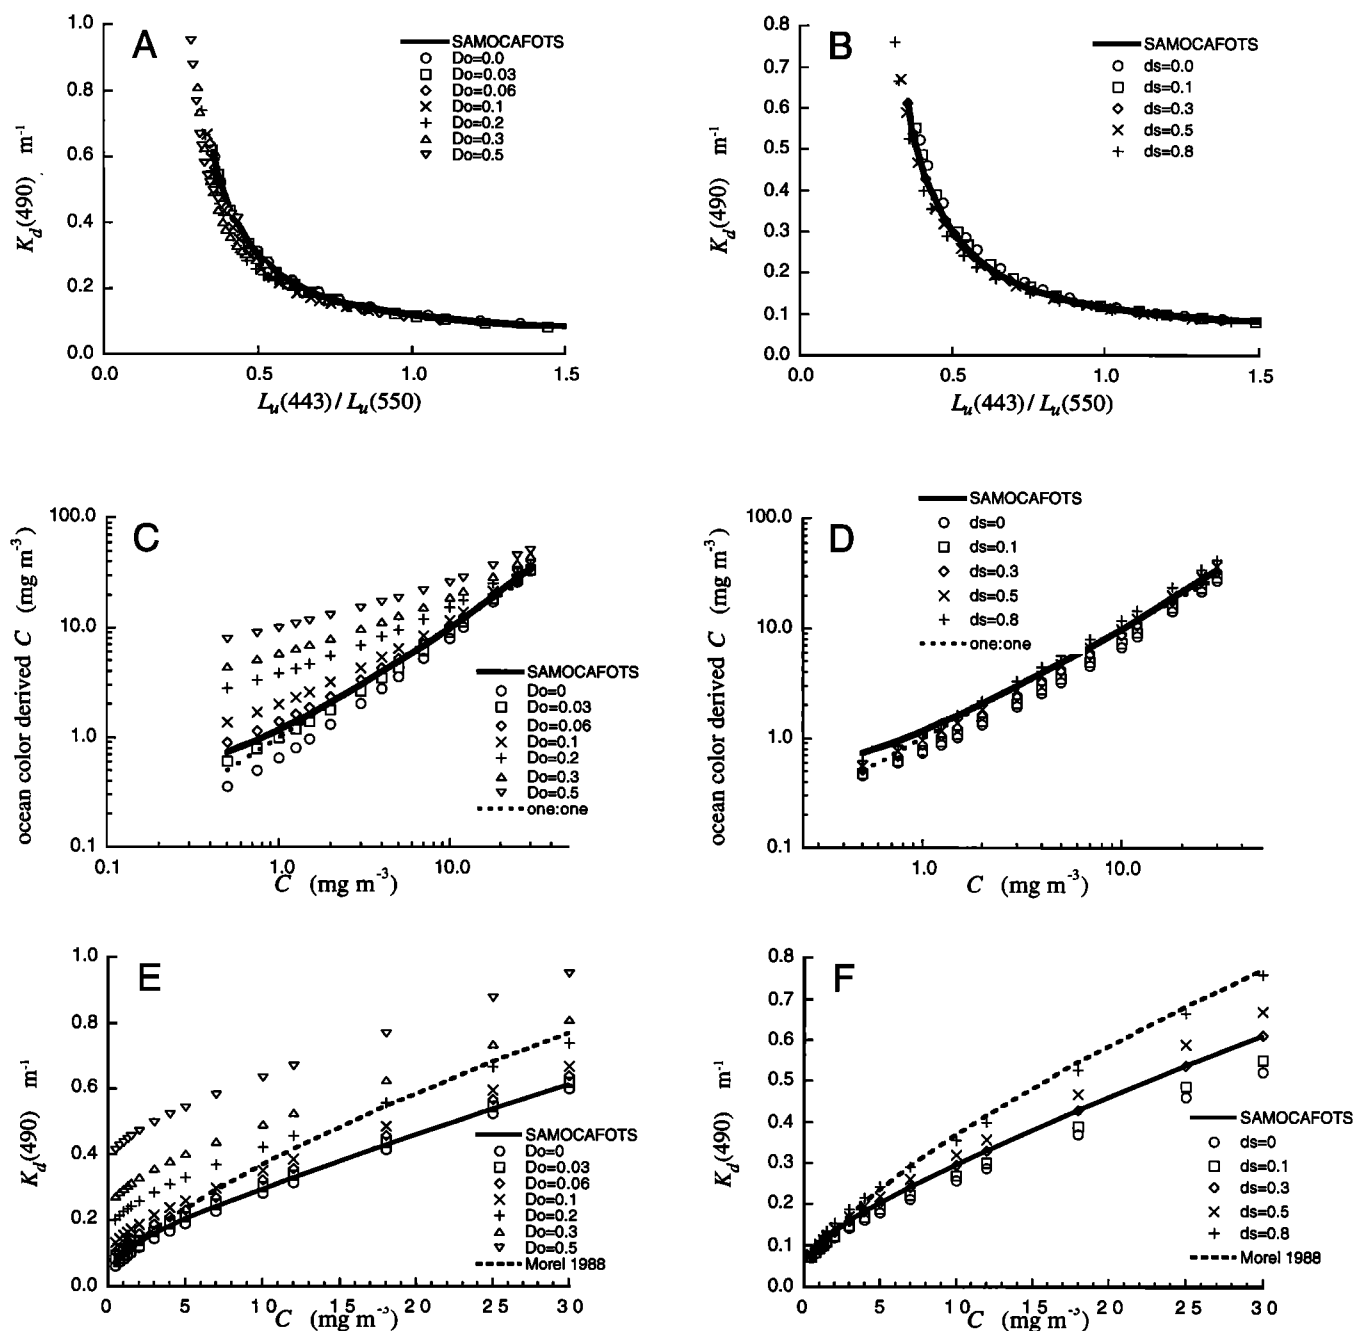 A
K_d(490) m⁻¹
1.0
0.8
0.6
0.4
0.2
0.0
0.0 0.5 1.0 1.5
L_u(443) / L_u(550)
SAMOCAFOTS
Do=0.0
Do=0.03
Do=0.06
Do=0.1
Do=0.2
Do=0.3
Do=0.5
B
K_d(490) m⁻¹
0.8
0.7
0.6
0.5
0.4
0.3
0.2
0.1
0.0
0.0 0.5 1.0 1.5
L_u(443) / L_u(550)
SAMOCAFOTS
ds=0.0
ds=0.1
ds=0.3
ds=0.5
ds=0.8
C
ocean color derived C (mg m⁻³)
100.0
10.0
1.0
0.1
0.1 1.0 10.0
C (mg m⁻³)
SAMOCAFOTS
Do=0
Do=0.03
Do=0.06
Do=0.1
Do=0.2
Do=0.3
Do=0.5
one:one
D
ocean color derived C (mg m⁻³)
100.0
10.0
1.0
0.1
1.0 10.0
C (mg m⁻³)
SAMOCAFOTS
ds=0
ds=0.1
ds=0.3
ds=0.5
ds=0.8
one:one
E
K_d(490) m⁻¹
1.0
0.8
0.6
0.4
0.2
0.0
0 5 10 15 20 25 30
C (mg m⁻³)
SAMOCAFOTS
Do=0
Do=0.03
Do=0.06
Do=0.1
Do=0.2
Do=0.3
Do=0.5
Morel 1988
F
K_d(490) m⁻¹
0.8
0.7
0.6
0.5
0.4
0.3
0.2
0.1
0.0
0 5 10 15 20 25 30
C (mg m⁻³)
SAMOCAFOTS
ds=0
ds=0.1
ds=0.3
ds=0.5
ds=0.8
Morel 1988